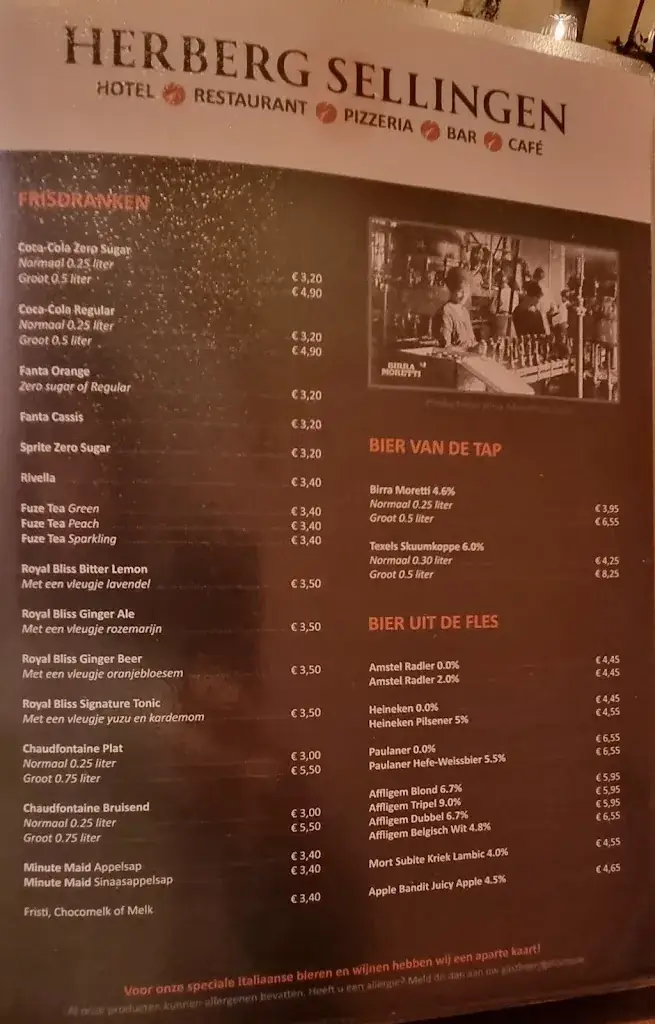 HERBERG SELLINGEN
HOTEL RESTAURANT PIZZERIA BAR CAFÉ
FRISDRANKEN
Coca-Cola Zero Sugar
Normaal 0.25 liter € 3,20
Groot 0.5 liter € 4,90
Coca-Cola Regular
Normaal 0.25 liter € 3,20
Groot 0.5 liter € 4,90
Fanta Orange
Zero sugar of Regular € 3,20
Fanta Cassis € 3,20
Sprite Zero Sugar € 3,20
Rivella € 3,40
Fuze Tea Green € 3,40
Fuze Tea Peach € 3,40
Fuze Tea Sparkling € 3,40
Royal Bliss Bitter Lemon
Met een vleugje lavendel € 3,50
Royal Bliss Ginger Ale
Met een vleugje rozemarijn € 3,50
Royal Bliss Ginger Beer
Met een vleugje oranjebloesem € 3,50
Royal Bliss Signature Tonic
Met een vleugje yuzu en kardemom € 3,50
Chaudfontaine Plat
Normaal 0.25 liter € 3,00
Groot 0.75 liter € 5,50
Chaudfontaine Bruisend
Normaal 0.25 liter € 3,00
Groot 0.75 liter € 5,50
Minute Maid Appelsap € 3,40
Minute Maid Sinaasappelsap € 3,40
Fristi, Chocomelk of Melk € 3,40
BIRRA
MORETTI
BIER VAN DE TAP
Birra Moretti 4.6%
Normaal 0.25 liter € 3,95
Groot 0.5 liter € 6,55
Texels Skuumkoppe 6.0%
Normaal 0.30 liter € 4,25
Groot 0.5 liter € 8,25
BIER UIT DE FLES
Amstel Radler 0.0% € 4,45
Amstel Radler 2.0% € 4,45
Heineken 0.0% € 4,45
Heineken Pilsener 5% € 4,55
Paulaner 0.0% € 6,55
Paulaner Hefe-Weissbier 5.5% € 6,55
Affligem Blond 6.7% € 5,95
Affligem Tripel 9.0% € 5,95
Affligem Dubbel 6.7% € 5,95
Affligem Belgisch Wit 4.8% € 6,55
Mort Subite Kriek Lambic 4.0% € 4,55
Apple Bandit Juicy Apple 4.5% € 4,65
Voor onze speciale Italiaanse bieren en wijnen hebben wij een aparte kaart!
Al onze producten kunnen allergenen bevatten. Heeft u een allergie? Meld dit dan aan uw